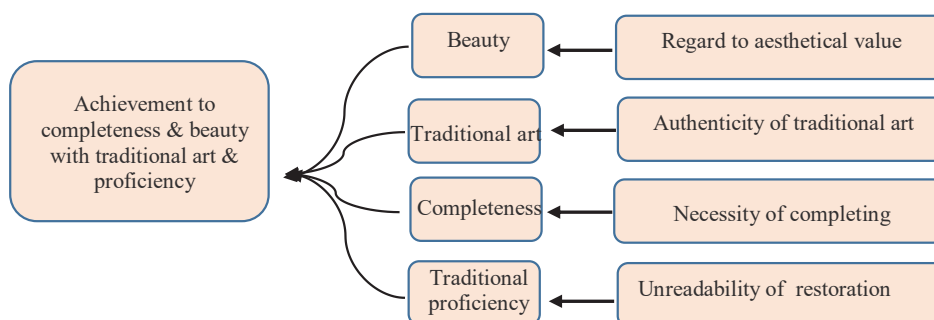 Achievement to
completeness & beauty
with traditional art &
proficiency
Beauty
Traditional art
Completeness
Traditional
proficiency
Regard to aesthetical value
Authenticity of traditional art
Necessity of completing
Unreadability of restoration